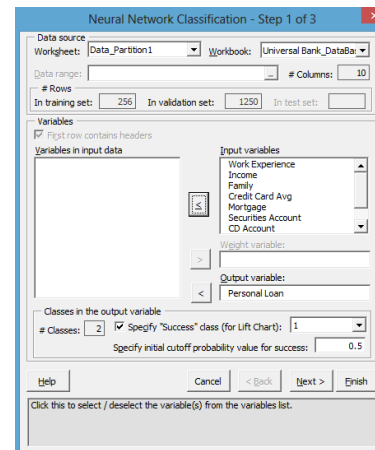 Neural Network Classification - Step 1 of 3
Data source
Worksheet: Data_Partition1 Workbook: Universal Bank_DataBa
Data range: ... # Columns: 10
# Rows
In training set: 256 In validation set: 1250 In test set:
Variables
First row contains headers
Variables in input data Input variables
Work Experience
Income
Family
Credit Card Avg
Mortgage
Securities Account
CD Account
<
Weight variable:
>
Output variable:
< Personal Loan
Classes in the output variable
# Classes: 2 Specify "Success" class (for Lift Chart): 1
Specify initial cutoff probability value for success: 0.5
Help Cancel < Back Next > Finish
Click this to select / deselect the variable(s) from the variables list.